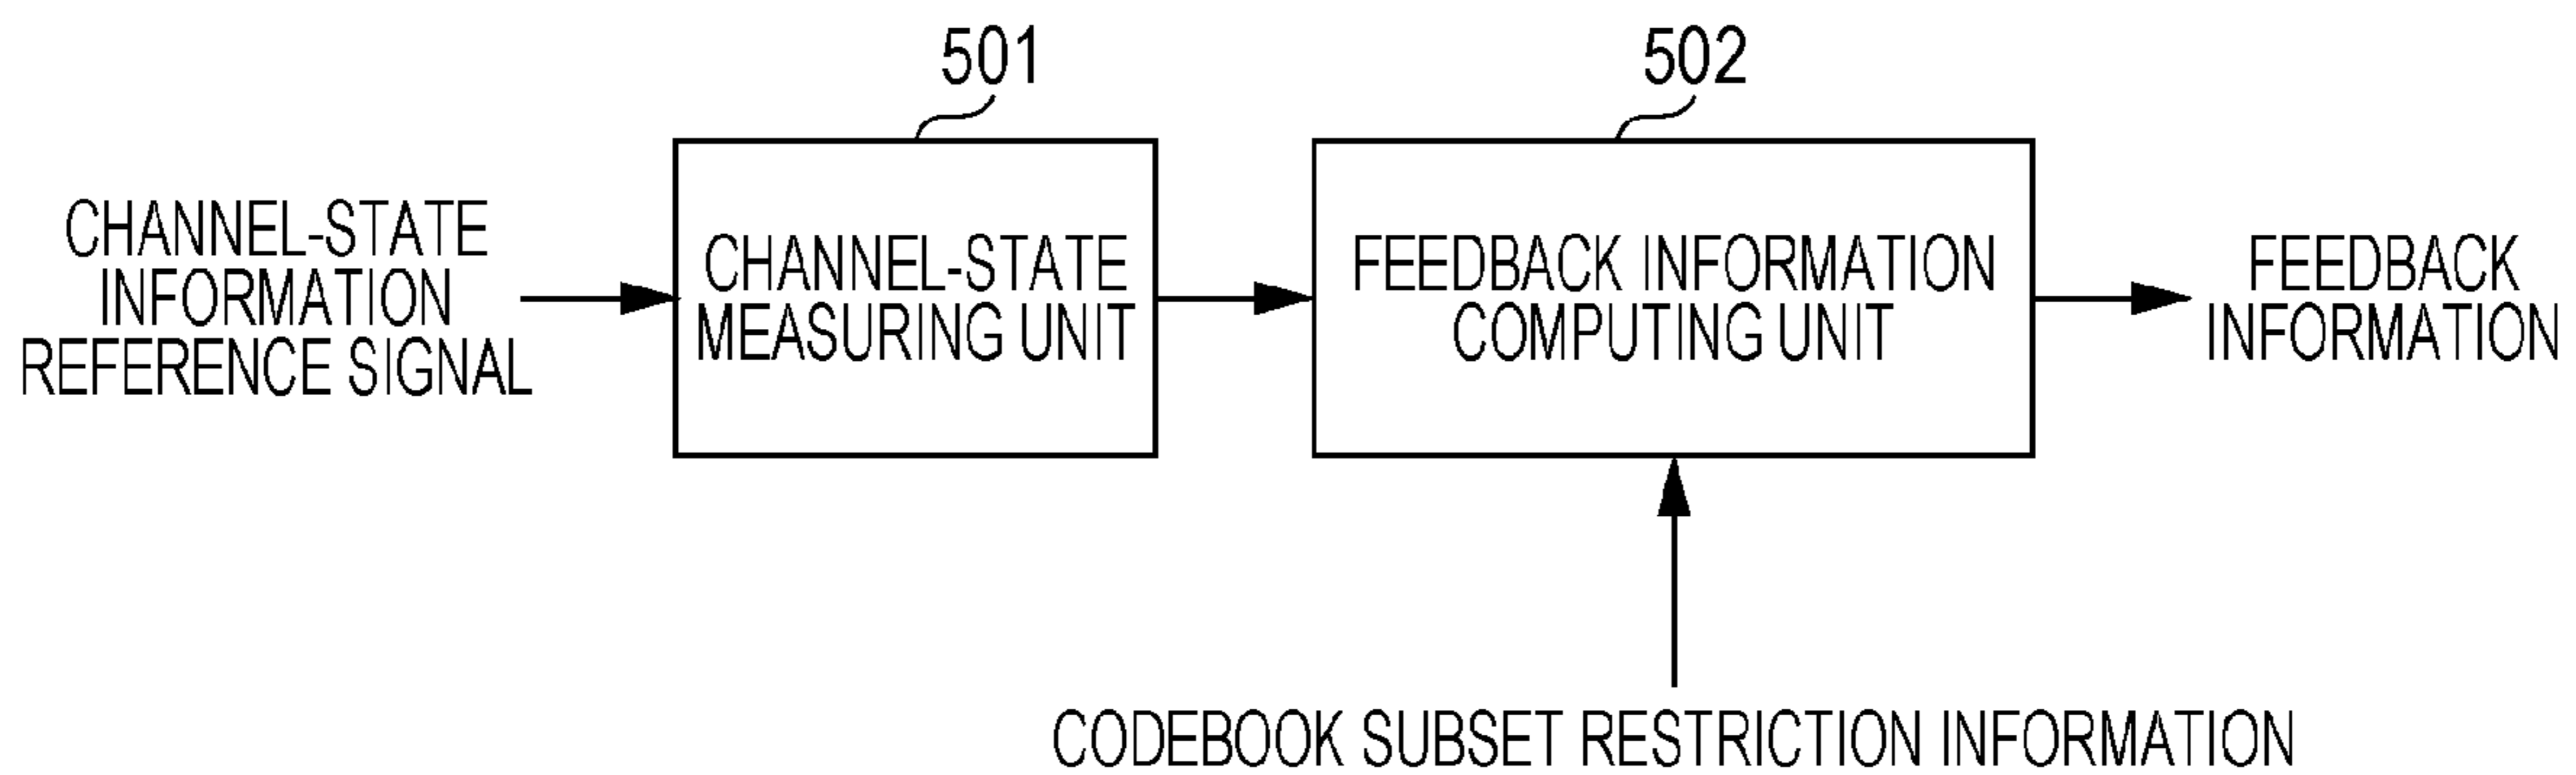 501
502
CHANNEL-STATE
INFORMATION
REFERENCE SIGNAL
CHANNEL-STATE
MEASURING UNIT
FEEDBACK INFORMATION
COMPUTING UNIT
FEEDBACK
INFORMATION
CODEBOOK SUBSET RESTRICTION INFORMATION